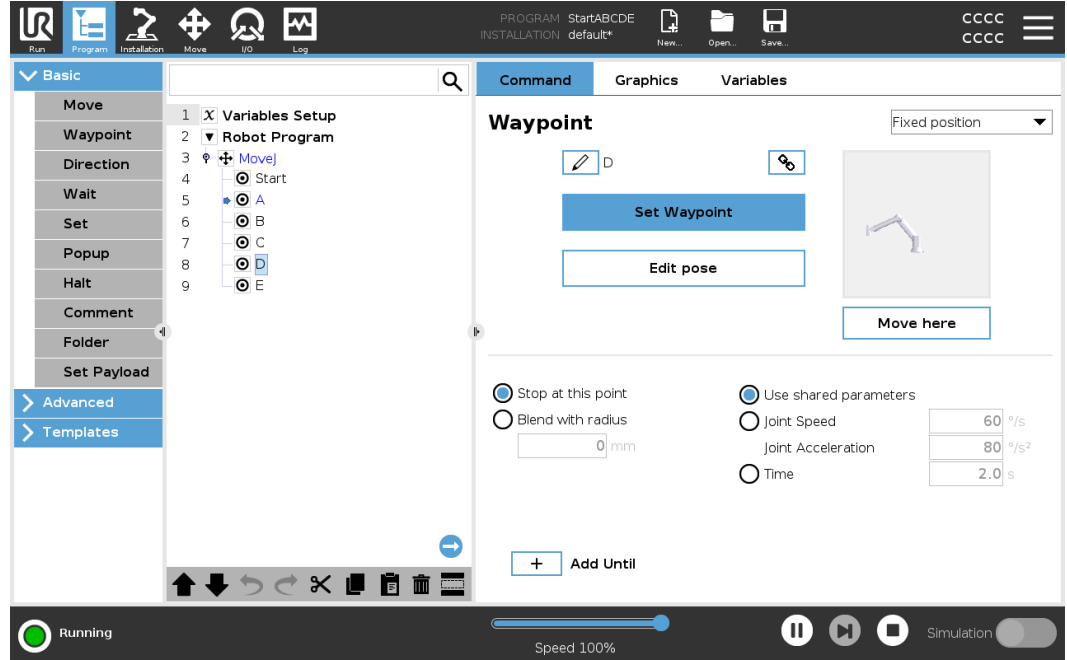 PROGRAM StartABCDE
INSTALLATION default*
CCCC
CCCC
Run Program Installation Move I/O Log New... Open... Save...
Basic
Move
Waypoint
Direction
Wait
Set
Popup
Halt
Comment
Folder
Set Payload
Advanced
Templates
1 X Variables Setup
2 Robot Program
3 MoveJ
4 Start
5 A
6 B
7 C
8 D
9 E
Command Graphics Variables
Waypoint
Fixed position
D
Set Waypoint
Edit pose
Move here
Stop at this point
Blend with radius
0 mm
Use shared parameters
Joint Speed 60 °/s
Joint Acceleration 80 °/s²
Time 2.0 s
+ Add Until
Running
Speed 100%
Simulation